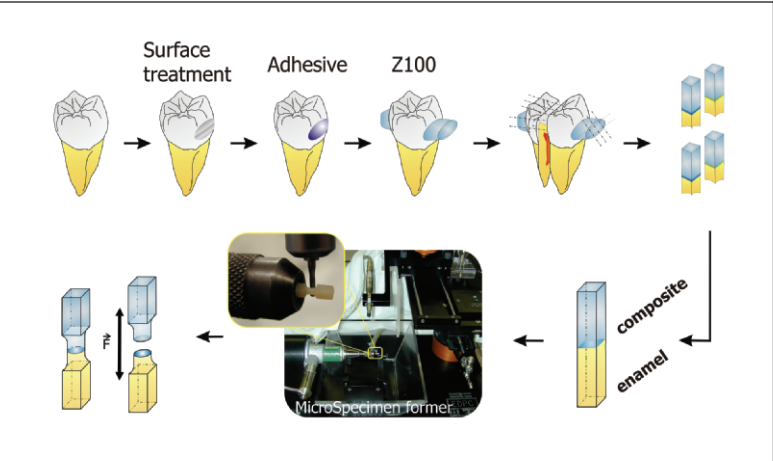 Surface
treatment
Adhesive
Z100
composite
enamel
MicroSpecimen former
F